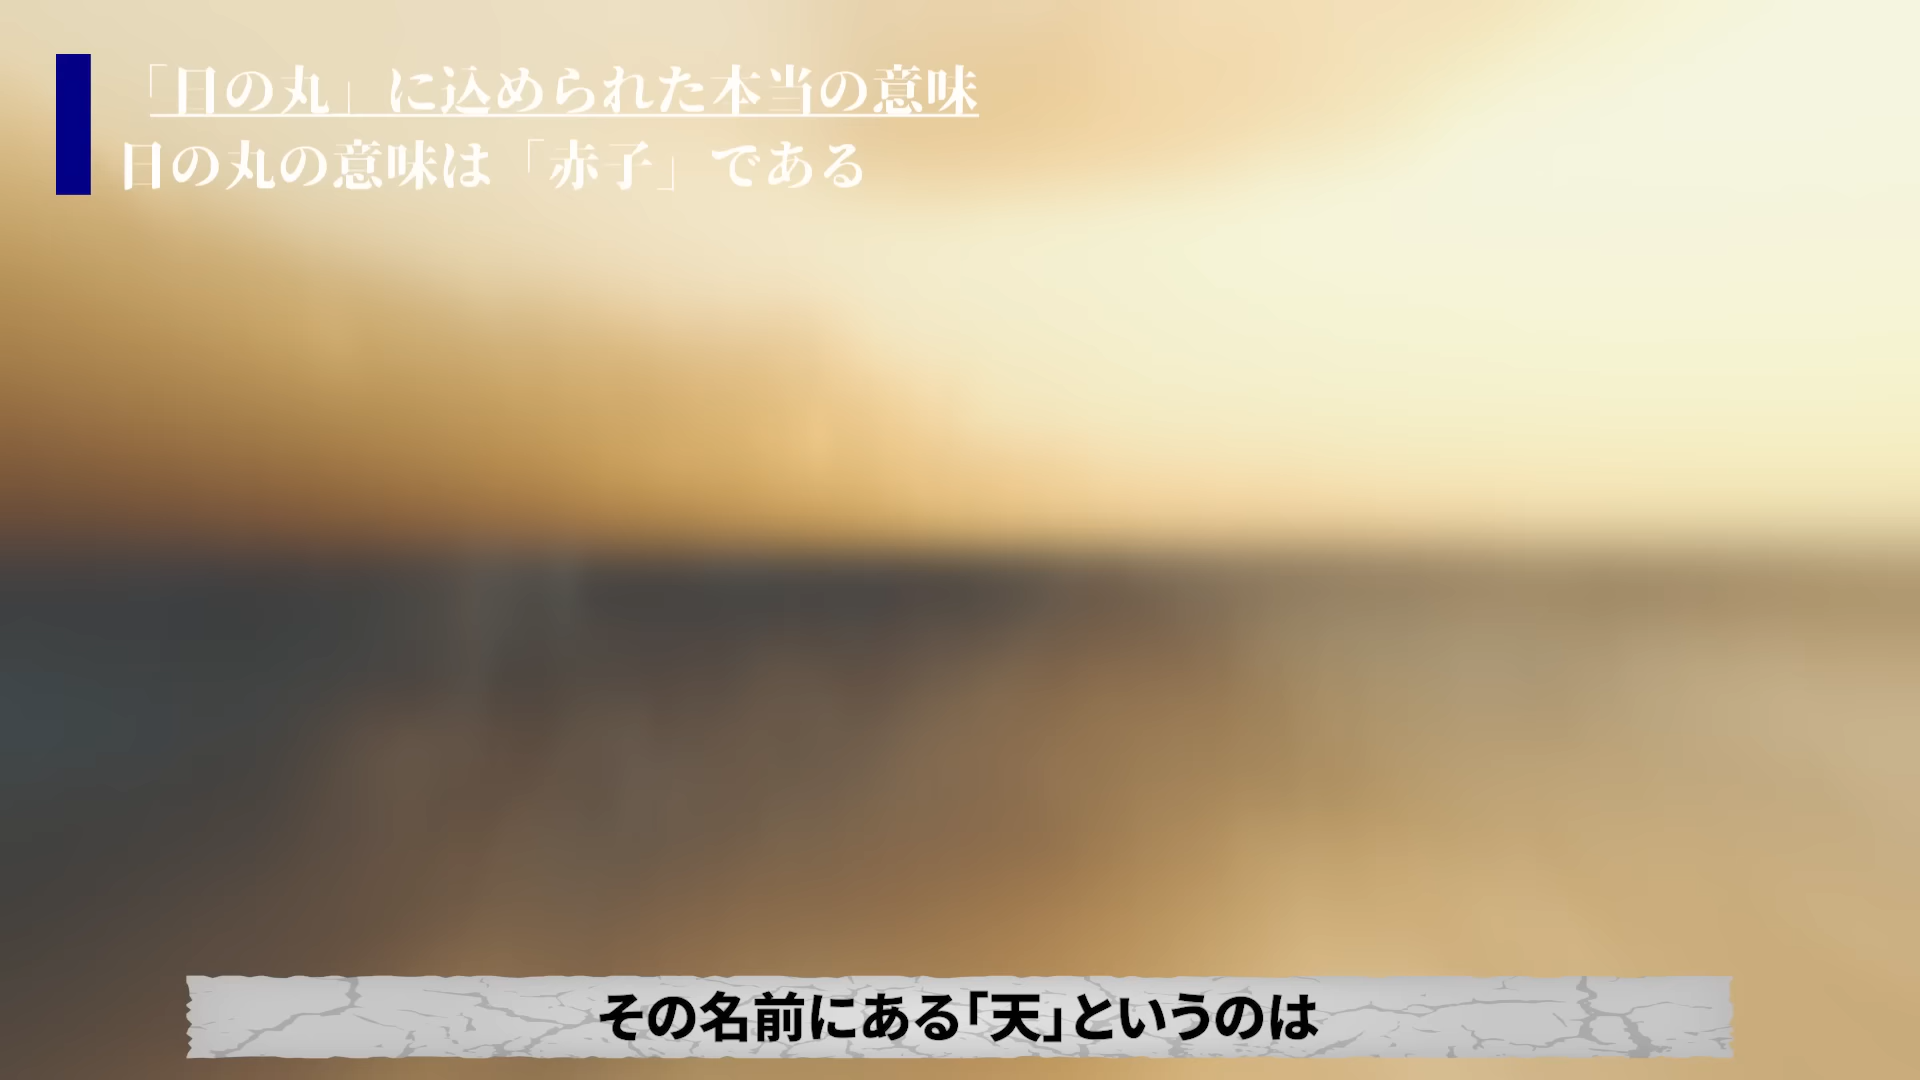 「日の丸」に込められた本当の意味
日の丸の意味は「赤子」である
その名前にある「天」というのは